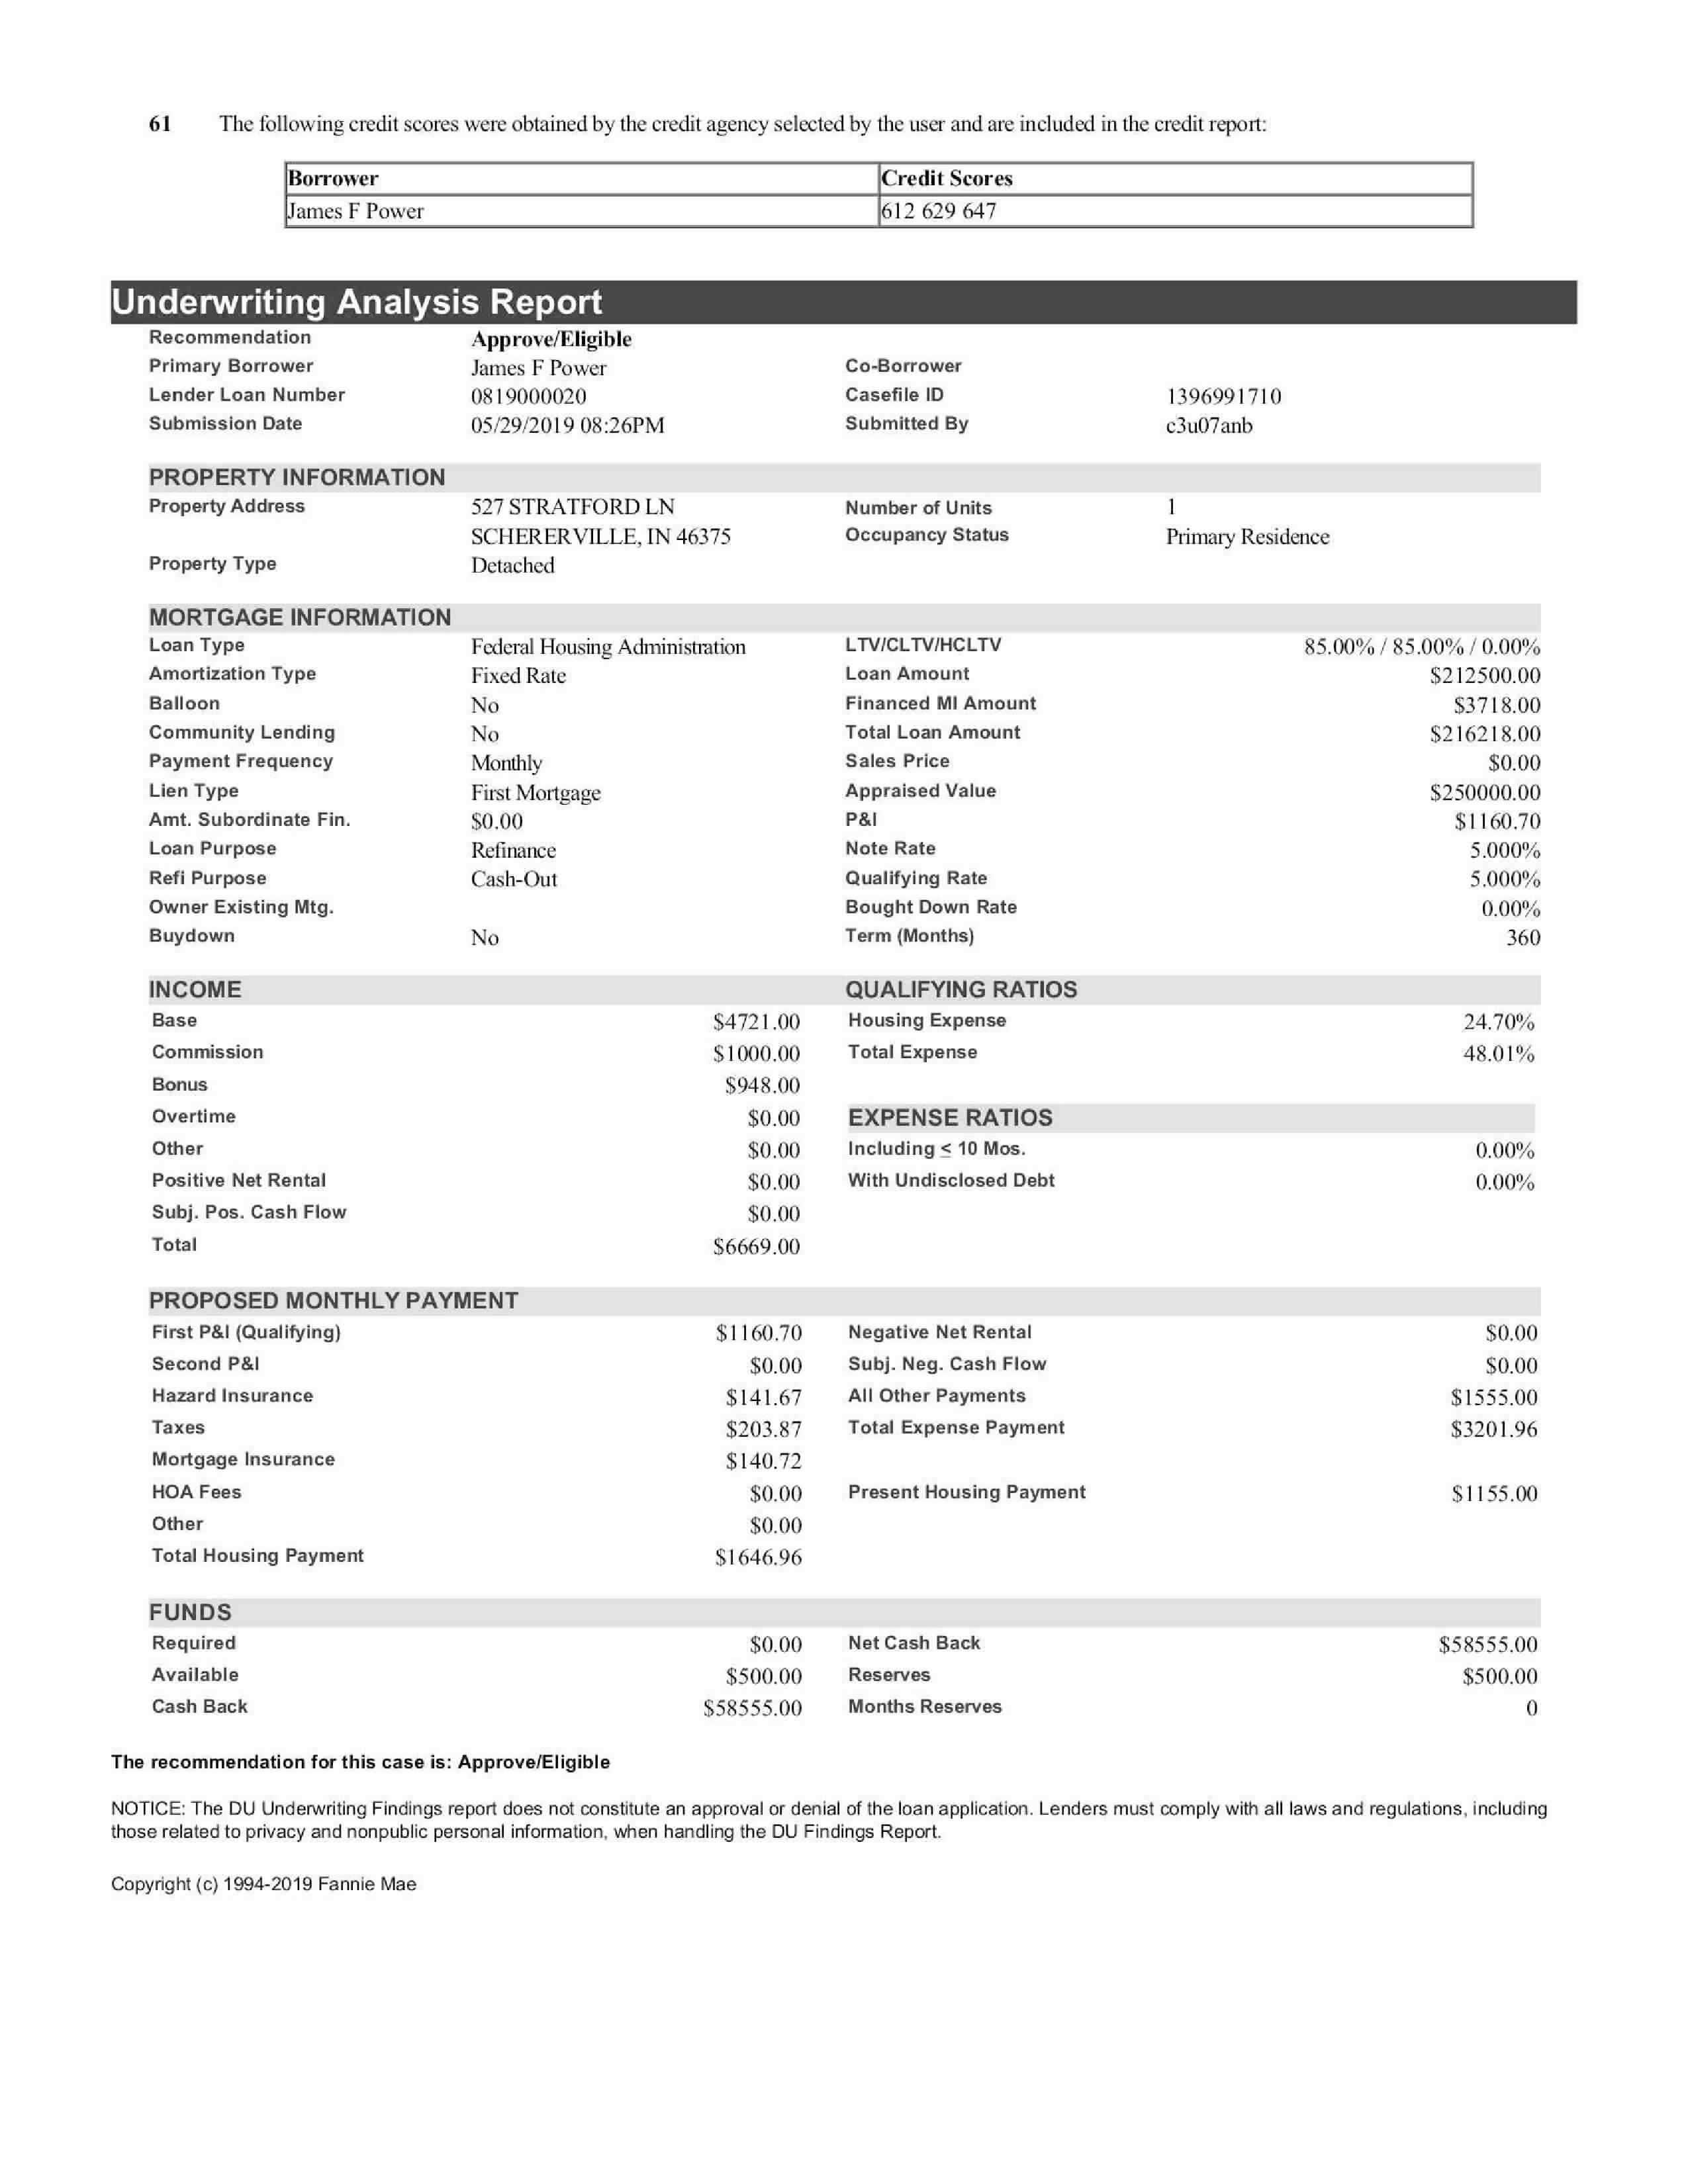 61 The following credit scores were obtained by the credit agency selected by the user and are included in the credit report:
Borrower Credit Scores
James F Power 612 629 647
Underwriting Analysis Report
Recommendation Approve/Eligible
Primary Borrower James F Power Co-Borrower
Lender Loan Number 0819000020 Casefile ID 1396991710
Submission Date 05/29/2019 08:26PM Submitted By c3u07anb
PROPERTY INFORMATION
Property Address 527 STRATFORD LN Number of Units 1
SCHERERVILLE, IN 46375 Occupancy Status Primary Residence
Property Type Detached
MORTGAGE INFORMATION
Loan Type Federal Housing Administration LTV/CLTV/HCLTV 85.00% / 85.00% / 0.00%
Amortization Type Fixed Rate Loan Amount $212500.00
Balloon No Financed MI Amount $3718.00
Community Lending No Total Loan Amount $216218.00
Payment Frequency Monthly Sales Price $0.00
Lien Type First Mortgage Appraised Value $250000.00
Amt. Subordinate Fin. $0.00 P&I $1160.70
Loan Purpose Refinance Note Rate 5.000%
Refi Purpose Cash-Out Qualifying Rate 5.000%
Owner Existing Mtg. Bought Down Rate 0.00%
Buydown No Term (Months) 360
INCOME QUALIFYING RATIOS
Base $4721.00 Housing Expense 24.70%
Commission $1000.00 Total Expense 48.01%
Bonus $948.00
Overtime $0.00 EXPENSE RATIOS
Other $0.00 Including ≤ 10 Mos. 0.00%
Positive Net Rental $0.00 With Undisclosed Debt 0.00%
Subj. Pos. Cash Flow $0.00
Total $6669.00
PROPOSED MONTHLY PAYMENT
First P&I (Qualifying) $1160.70 Negative Net Rental $0.00
Second P&I $0.00 Subj. Neg. Cash Flow $0.00
Hazard Insurance $141.67 All Other Payments $1555.00
Taxes $203.87 Total Expense Payment $3201.96
Mortgage Insurance $140.72
HOA Fees $0.00 Present Housing Payment $1155.00
Other $0.00
Total Housing Payment $1646.96
FUNDS
Required $0.00 Net Cash Back $58555.00
Available $500.00 Reserves $500.00
Cash Back $58555.00 Months Reserves 0
The recommendation for this case is: Approve/Eligible
NOTICE: The DU Underwriting Findings report does not constitute an approval or denial of the loan application. Lenders must comply with all laws and regulations, including
those related to privacy and nonpublic personal information, when handling the DU Findings Report.
Copyright (c) 1994-2019 Fannie Mae